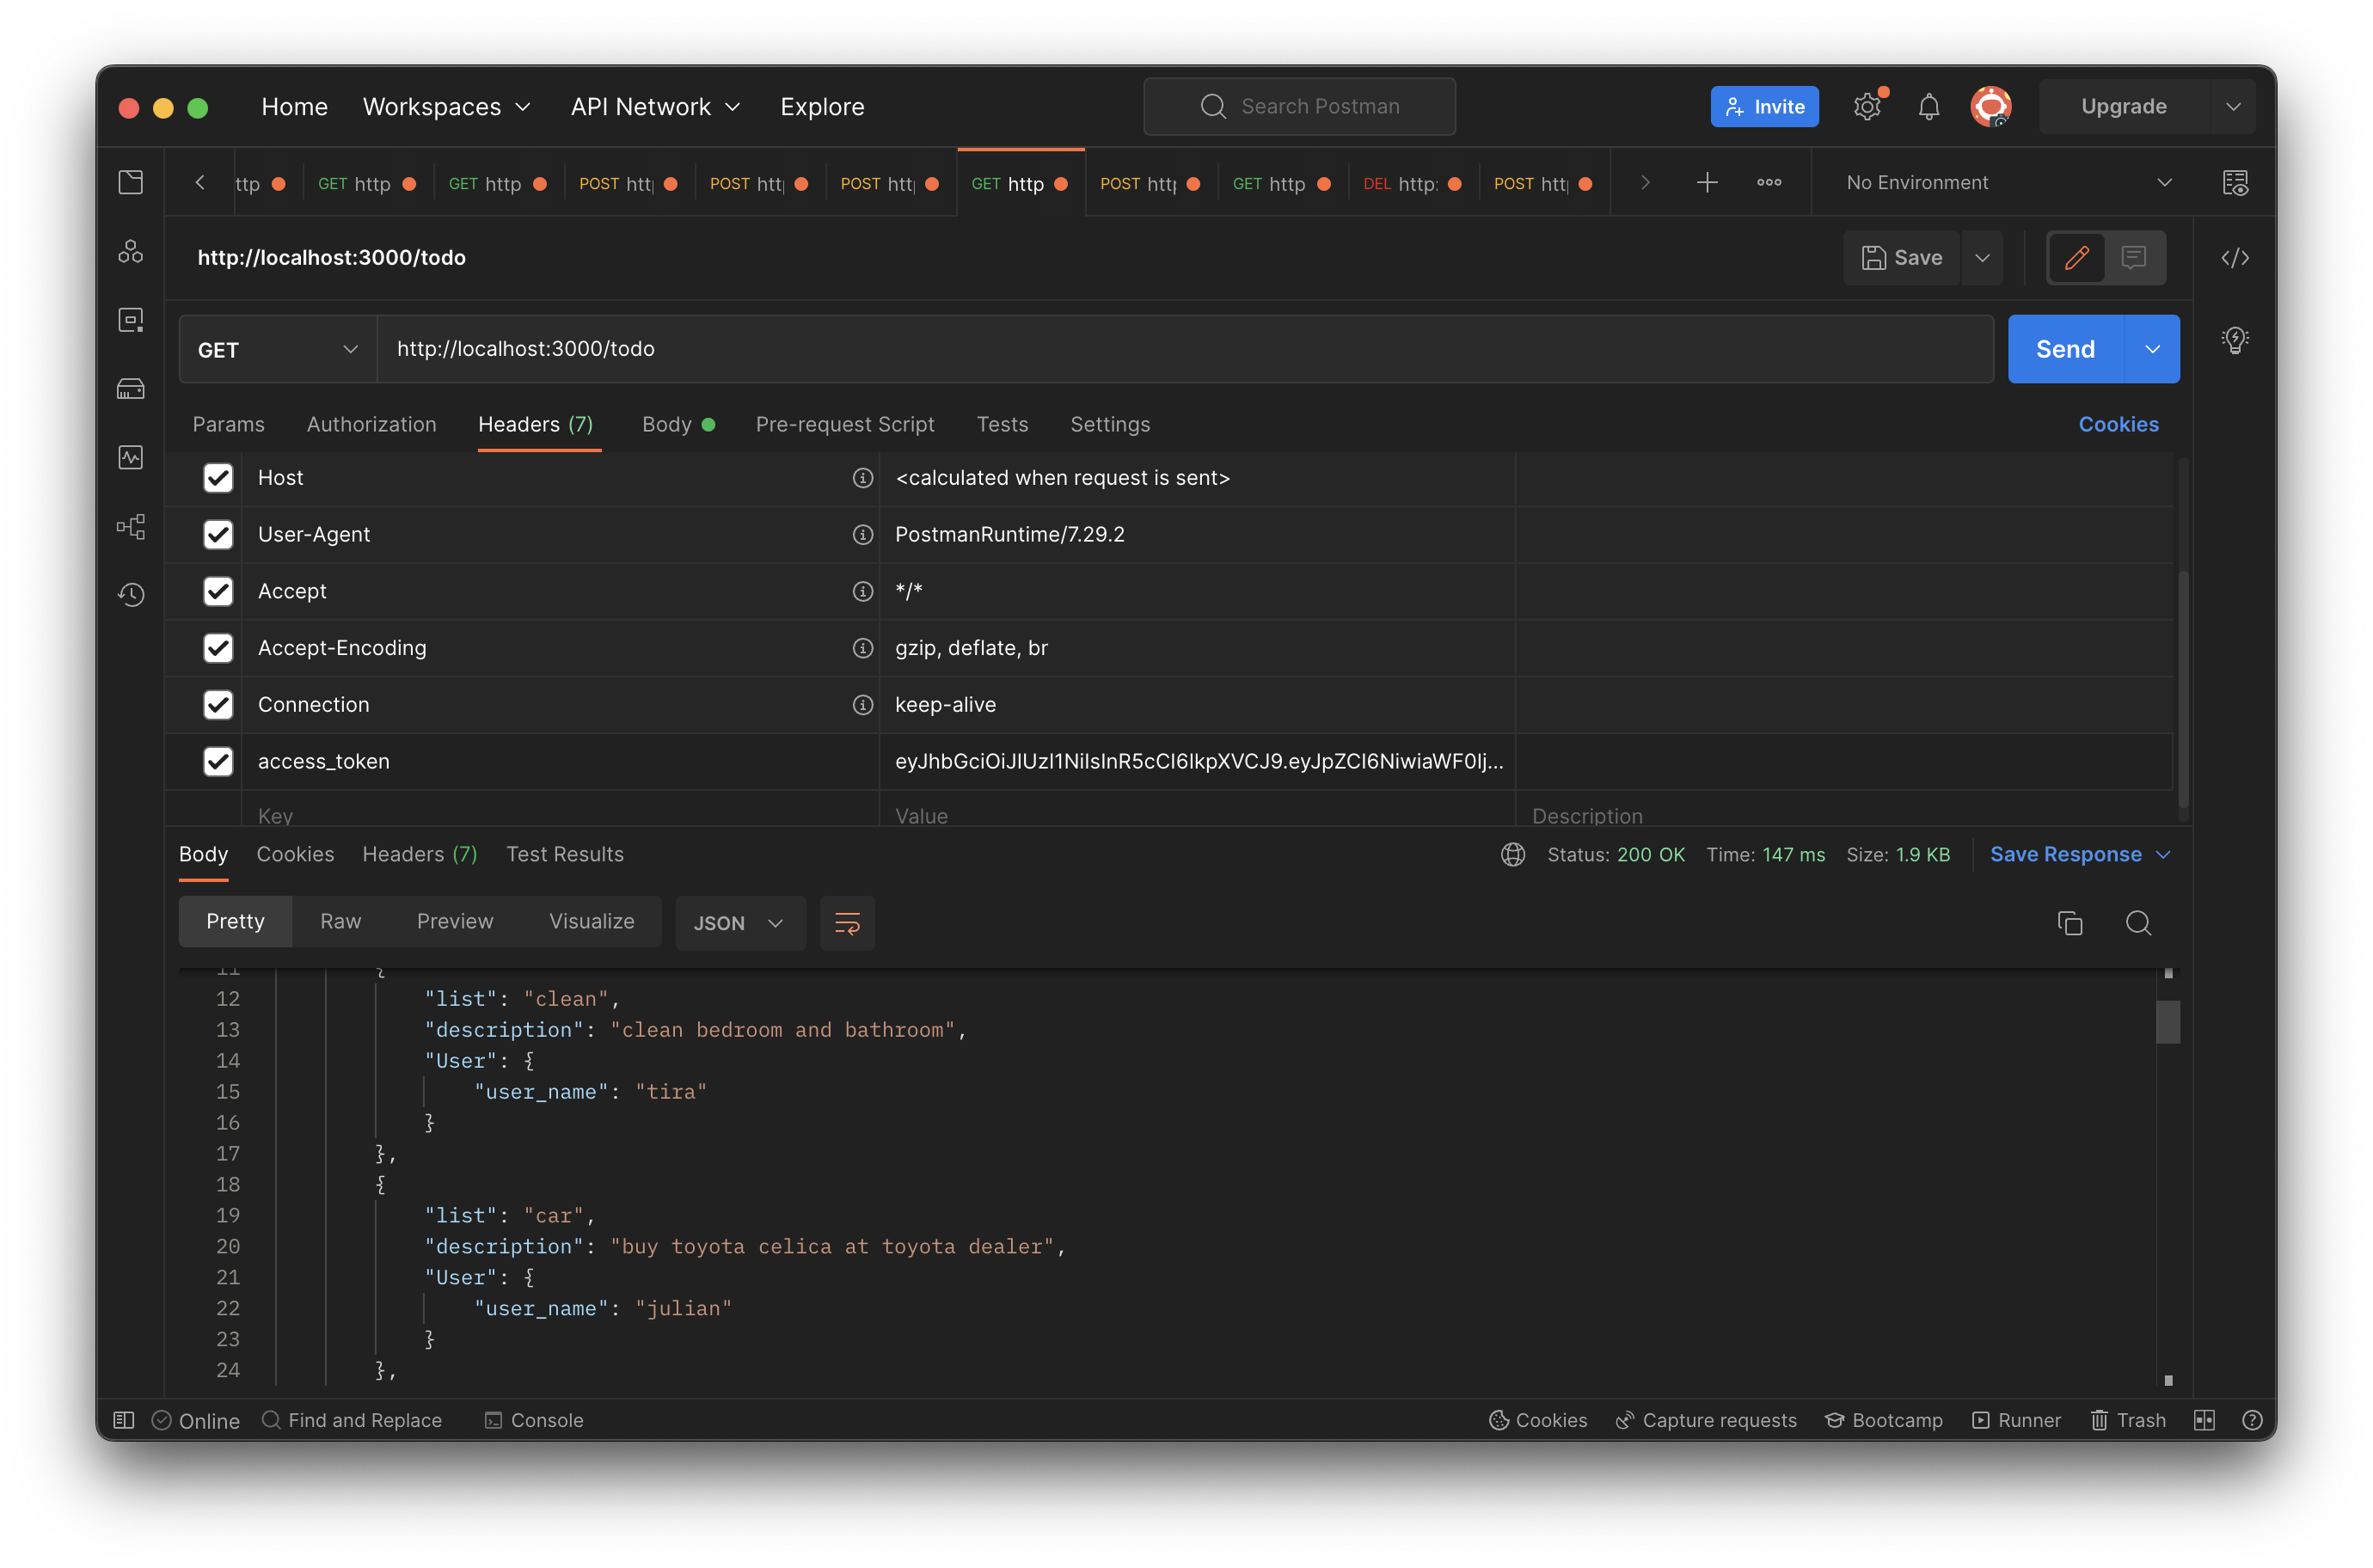 Home Workspaces API Network Explore Search Postman Invite Upgrade
ttp GET http GET http POST htt POST htt POST htt GET http POST htt GET http DEL http: POST htt No Environment
http://localhost:3000/todo Save
GET http://localhost:3000/todo Send
Params Authorization Headers (7) Body Pre-request Script Tests Settings Cookies
Host <calculated when request is sent>
User-Agent PostmanRuntime/7.29.2
Accept */*
Accept-Encoding gzip, deflate, br
Connection keep-alive
access_token eyJhbGciOiJIUzI1NiIsInR5cCI6IkpXVCJ9.eyJpZCI6NiwiaWF0Ij...
Key Value Description
Body Cookies Headers (7) Test Results Status: 200 OK Time: 147 ms Size: 1.9 KB Save Response
Pretty Raw Preview Visualize JSON
11 {
12 "list": "clean",
13 "description": "clean bedroom and bathroom",
14 "User": {
15 "user_name": "tira"
16 }
17 },
18 {
19 "list": "car",
20 "description": "buy toyota celica at toyota dealer",
21 "User": {
22 "user_name": "julian"
23 }
24 },
Online Find and Replace Console Cookies Capture requests Bootcamp Runner Trash